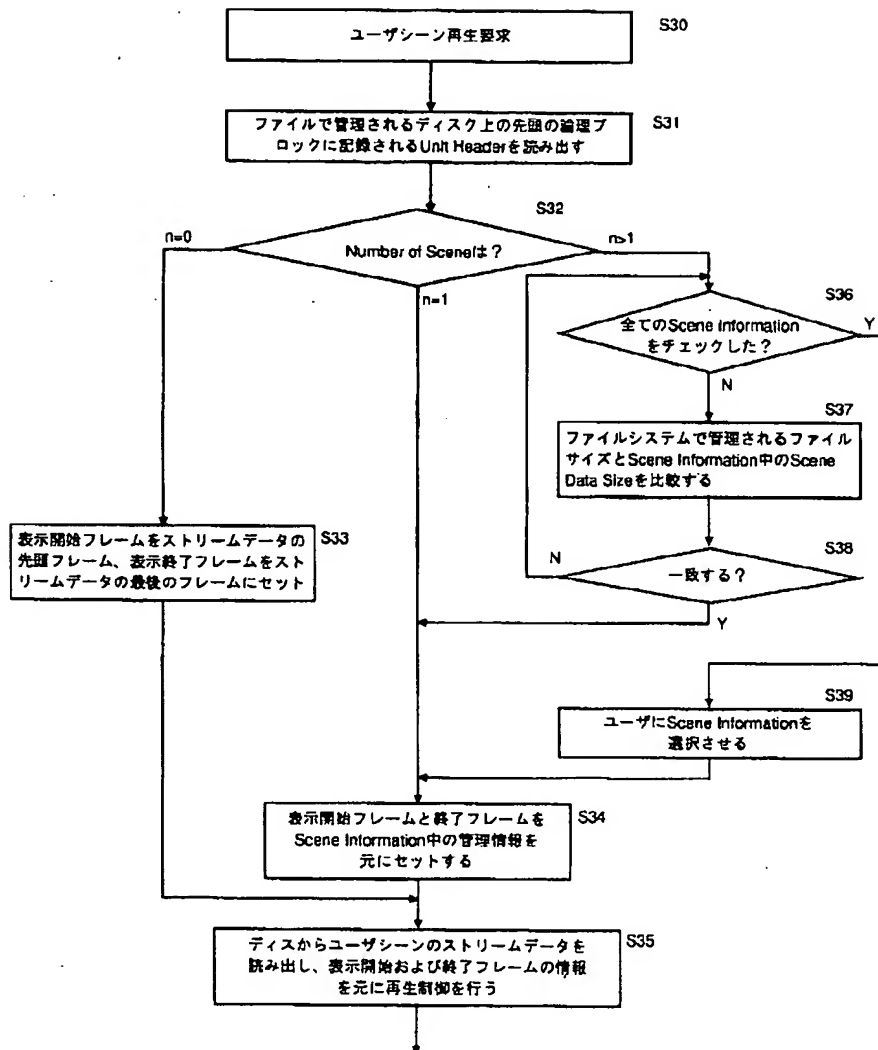 ユーザシーン再生要求
S30
ファイルで管理されるディスク上の先頭の論理ブ
ロックに記録されるUnit Headerを読み出す
S31
S32
n=0
Number of Sceneは？
n>1
n=1
S36
全てのScene Information
をチェックした？
Y
N
S37
ファイルシステムで管理されるファイル
サイズとScene Information中のScene
Data Sizeを比較する
S33
表示開始フレームをストリームデータの
先頭フレーム、表示終了フレームをスト
リームデータの最後のフレームにセット
S38
N
一致する？
Y
S39
ユーザにScene Informationを
選択させる
表示開始フレームと終了フレームを
Scene Information中の管理情報を
元にセットする
S34
ディスからユーザシーンのストリームデータを
読み出し、表示開始および終了フレームの情報
を元に再生制御を行う
S35